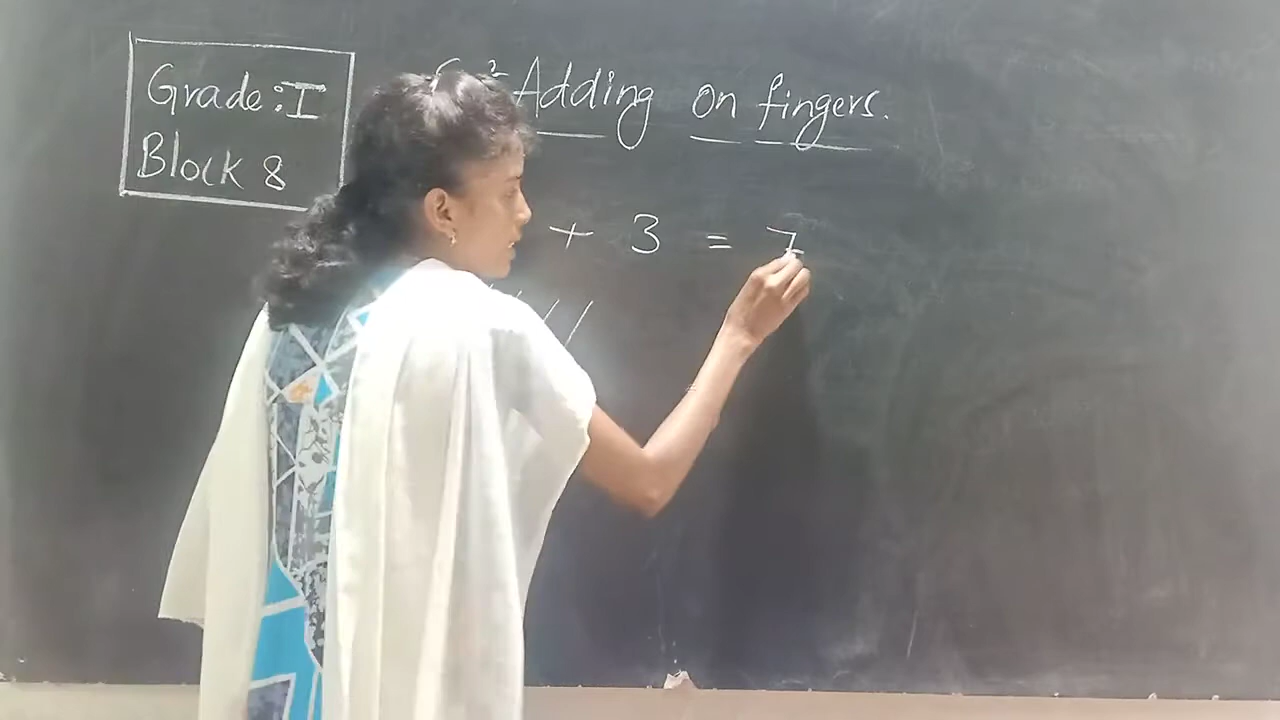 Grade: I
Block 8
Adding on fingers.
+ 3 = 7